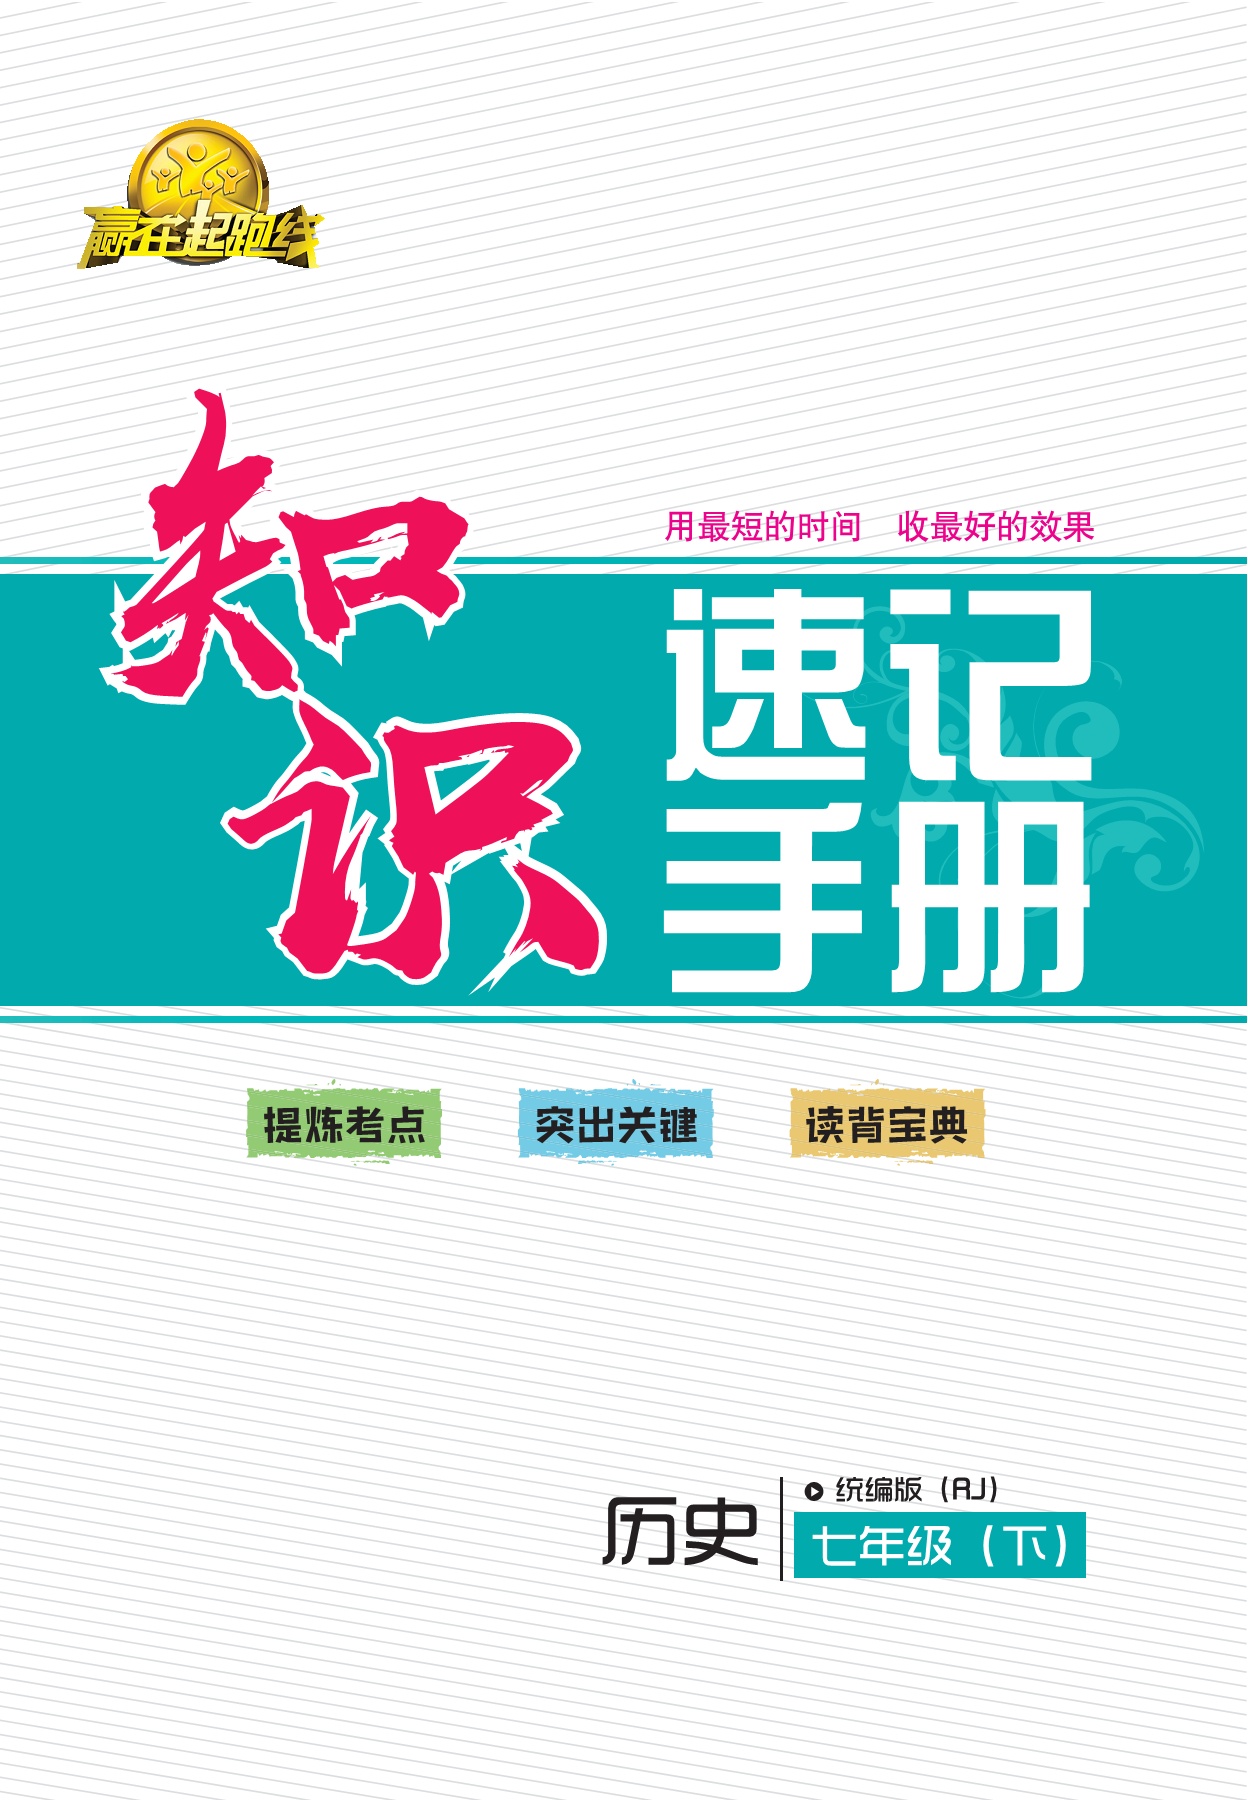 赢在起跑线
用最短的时间 收最好的效果
知识
速记
手册
提炼考点 突出关键 读背宝典
历史
统编版（RJ）
七年级（下）